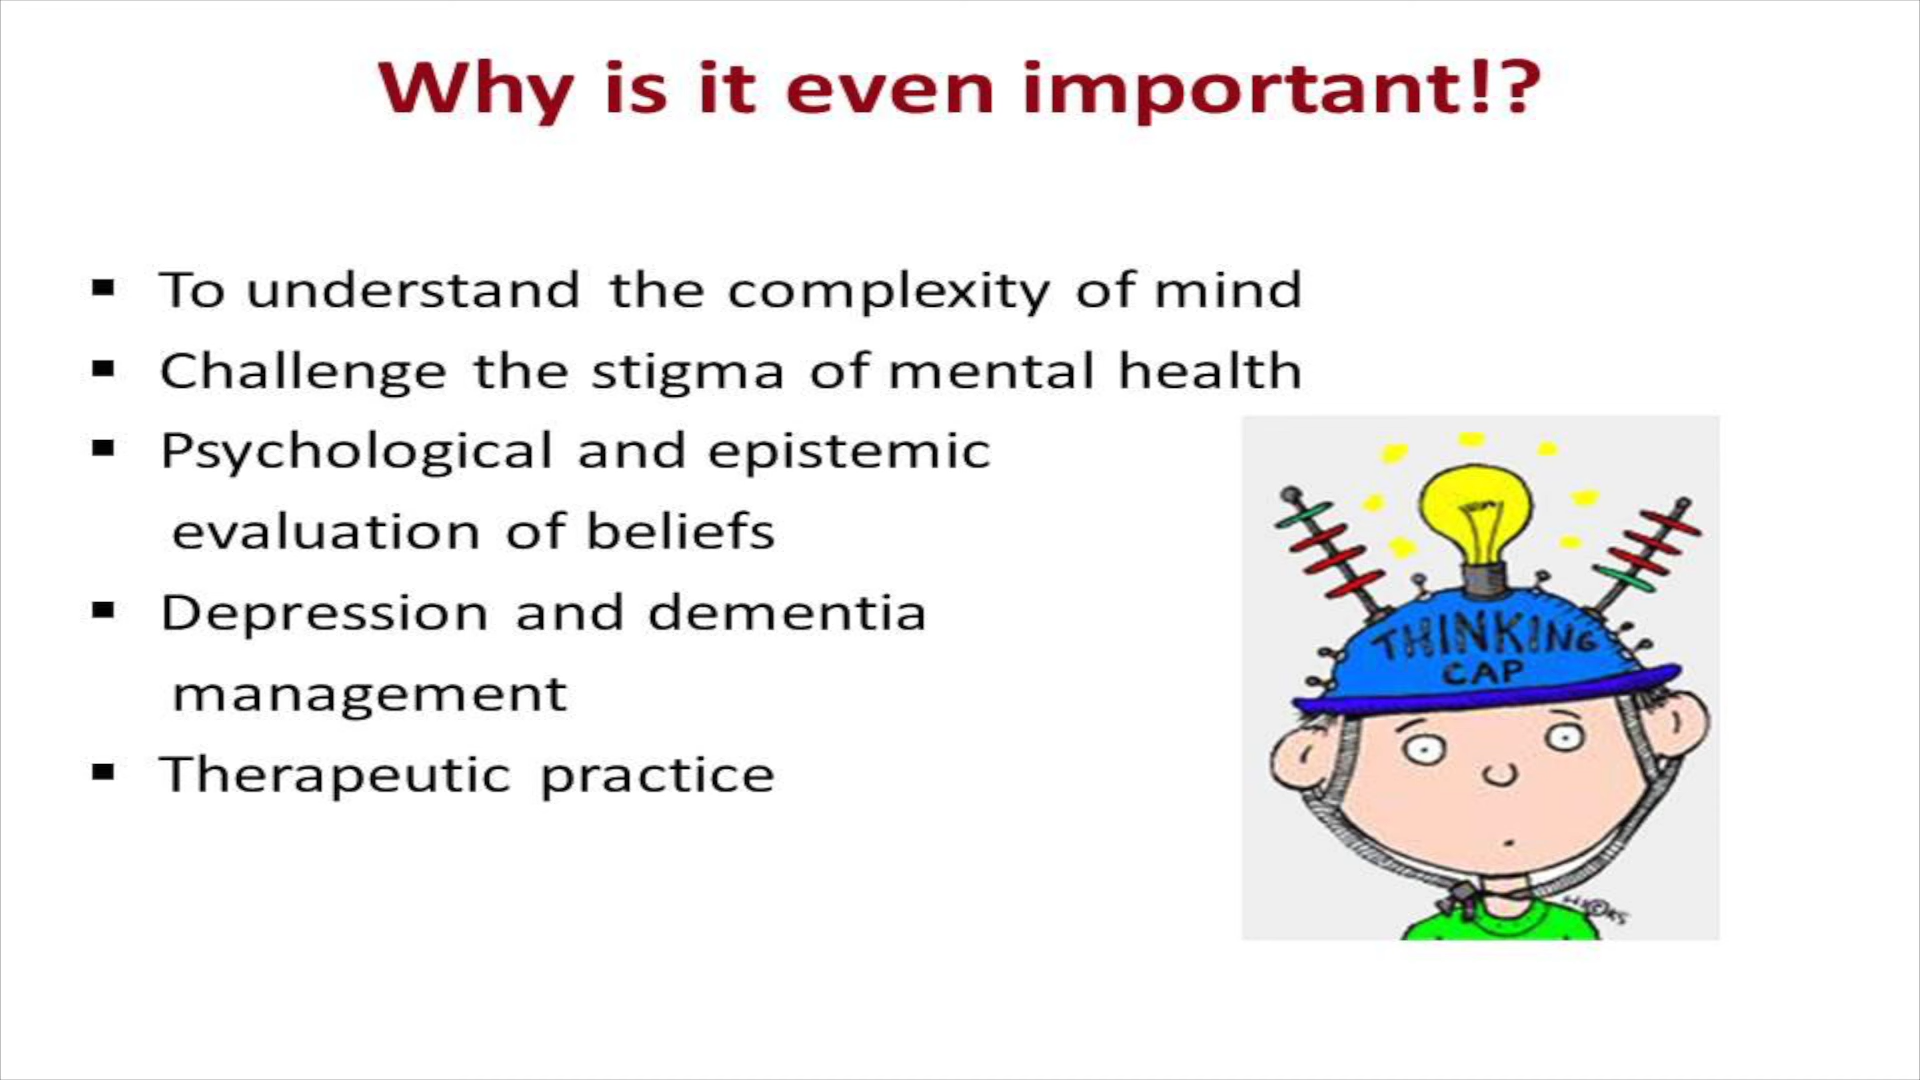 Why is it even important!?
▪ To understand the complexity of mind
▪ Challenge the stigma of mental health
▪ Psychological and epistemic
evaluation of beliefs
▪ Depression and dementia
management
▪ Therapeutic practice
THINKING
CAP